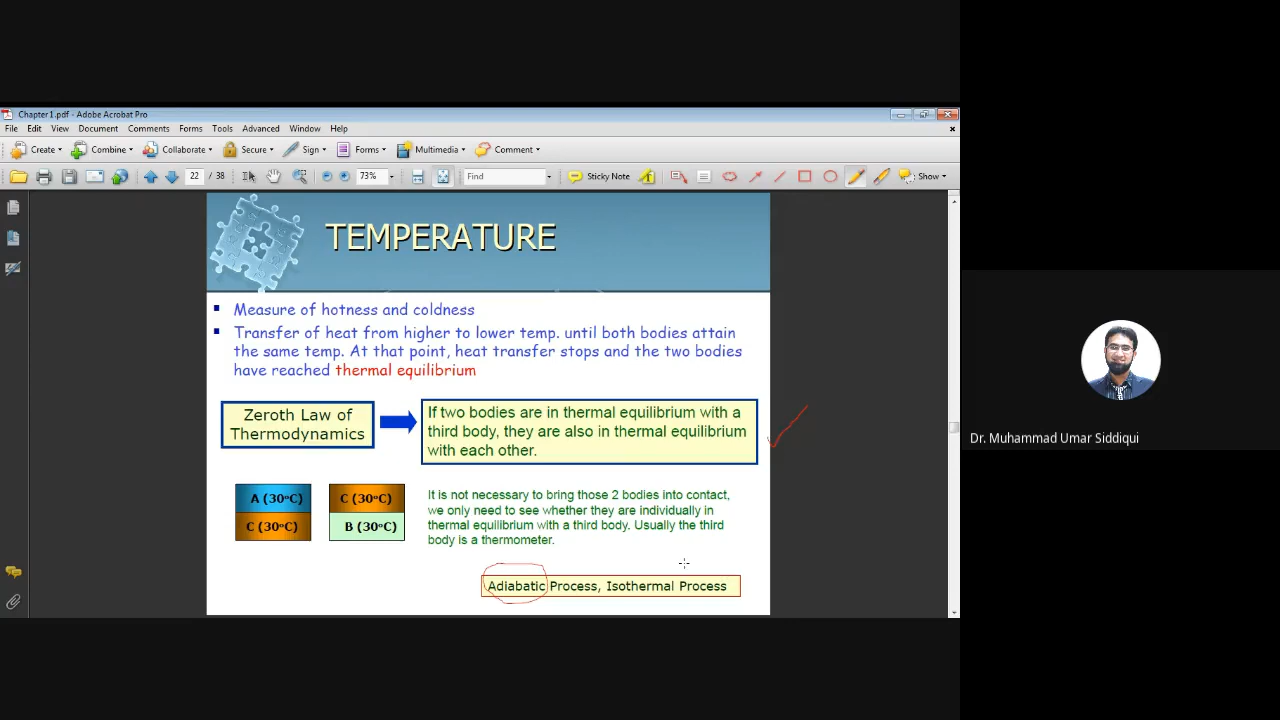 Chapter1.pdf - Adobe Acrobat Pro
File Edit View Document Comments Forms Tools Advanced Window Help
Create Combine Collaborate Secure Sign Forms Multimedia Comment
22 / 38 73% Find Sticky Note Show
TEMPERATURE
Measure of hotness and coldness
Transfer of heat from higher to lower temp. until both bodies attain
the same temp. At that point, heat transfer stops and the two bodies
have reached thermal equilibrium
Zeroth Law of
Thermodynamics
If two bodies are in thermal equilibrium with a
third body, they are also in thermal equilibrium
with each other.
A (30°C)
C (30°C)
C (30°C)
B (30°C)
It is not necessary to bring those 2 bodies into contact,
we only need to see whether they are individually in
thermal equilibrium with a third body. Usually the third
body is a thermometer.
Adiabatic Process, Isothermal Process
Dr. Muhammad Umar Siddiqui